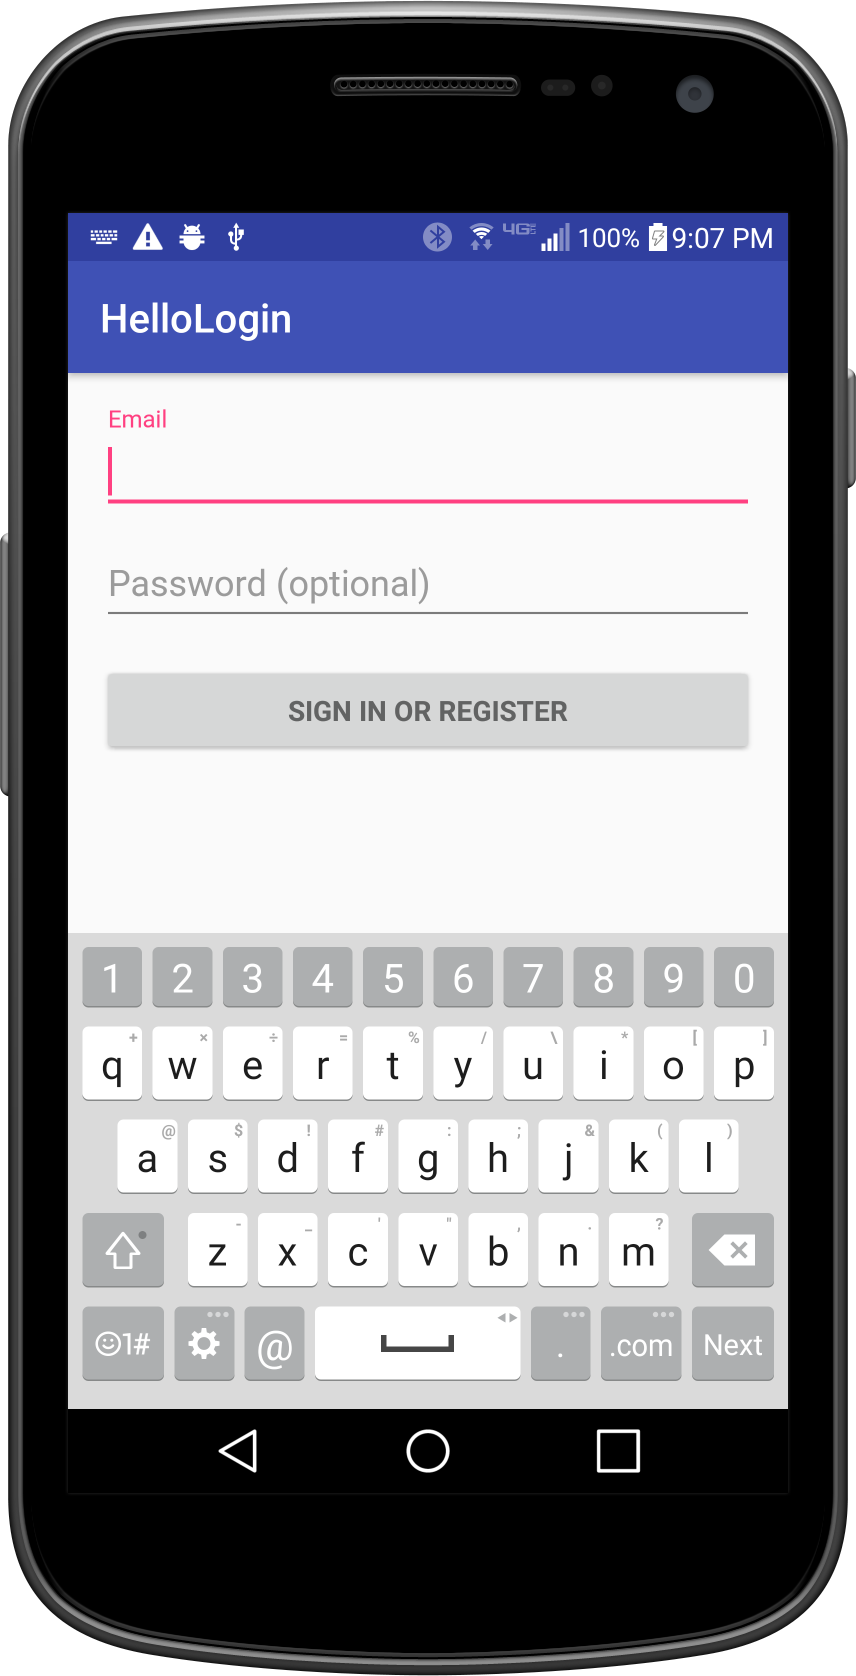 4G 100% 9:07 PM
HelloLogin
Email
Password (optional)
SIGN IN OR REGISTER
1 2 3 4 5 6 7 8 9 0
+ × ÷ = % / \ * [ ]
q w e r t y u i o p
@ $ ! # : ; & ( )
a s d f g h j k l
- _ ' " , . ?
z x c v b n m
1# @ . .com Next